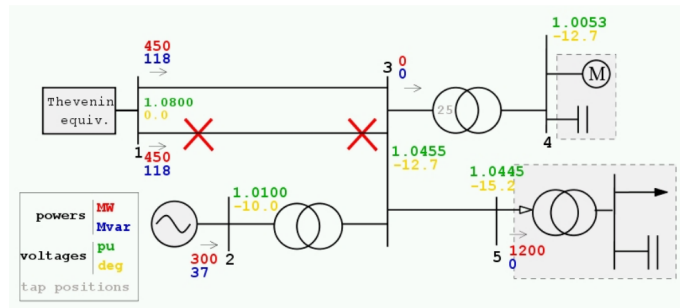 1.0053
-12.7
450
118
3
0
0
M
Thevenin
equiv.
1.0800
0.0
25
4
1
450
118
1.0455
-12.7
1.0445
-15.2
1.0100
-10.0
powers
MW
Mvar
voltages
pu
deg
tap positions
300
37
2
5
1200
0